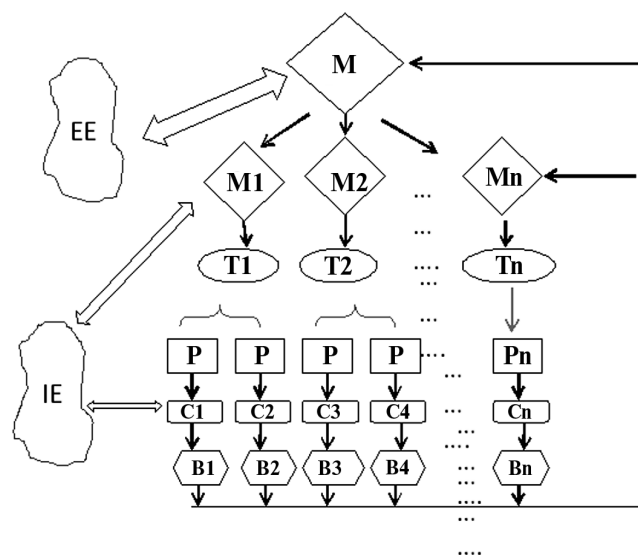 M
EE
M1 M2 ... Mn
...
T1 T2 .... Tn
...
...
P P P P .... Pn
...
IE
C1 C2 C3 C4 ... Cn
...
....
B1 B2 B3 B4 ... Bn
...
....
...
....